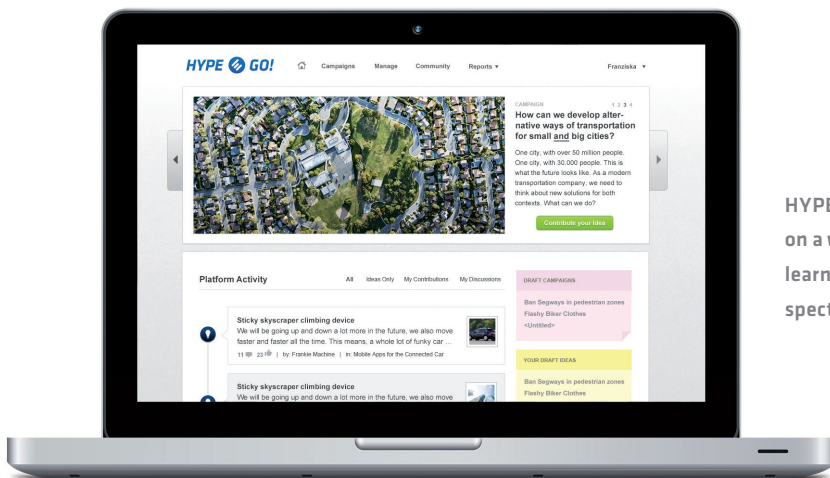 HYPE GO!
Campaigns Manage Community Reports ▾ Franziska ▾
CAMPAIGN 1 2 3 4
How can we develop alter-
native ways of transportation
for small and big cities?
One city, with over 50 million people.
One city, with 30.000 people. This is
what the future looks like. As a modern
transportation company, we need to
think about new solutions for both
contexts. What can we do?
Contribute your Idea
Platform Activity All Ideas Only My Contributions My Discussions
Sticky skyscraper climbing device
We will be going up and down a lot more in the future, we also move
faster and faster all the time. This means, a whole lot of funky car ...
11 23 | by: Frankie Machine | in: Mobile Apps for the Connected Car
Sticky skyscraper climbing device
We will be going up and down a lot more in the future, we also move
DRAFT CAMPAIGNS
Ban Segways in pedestrian zones
Flashy Biker Clothes
<Untitled>
YOUR DRAFT IDEAS
Ban Segways in pedestrian zones
Flashy Biker Clothes
HYPE
on a
learn
spect